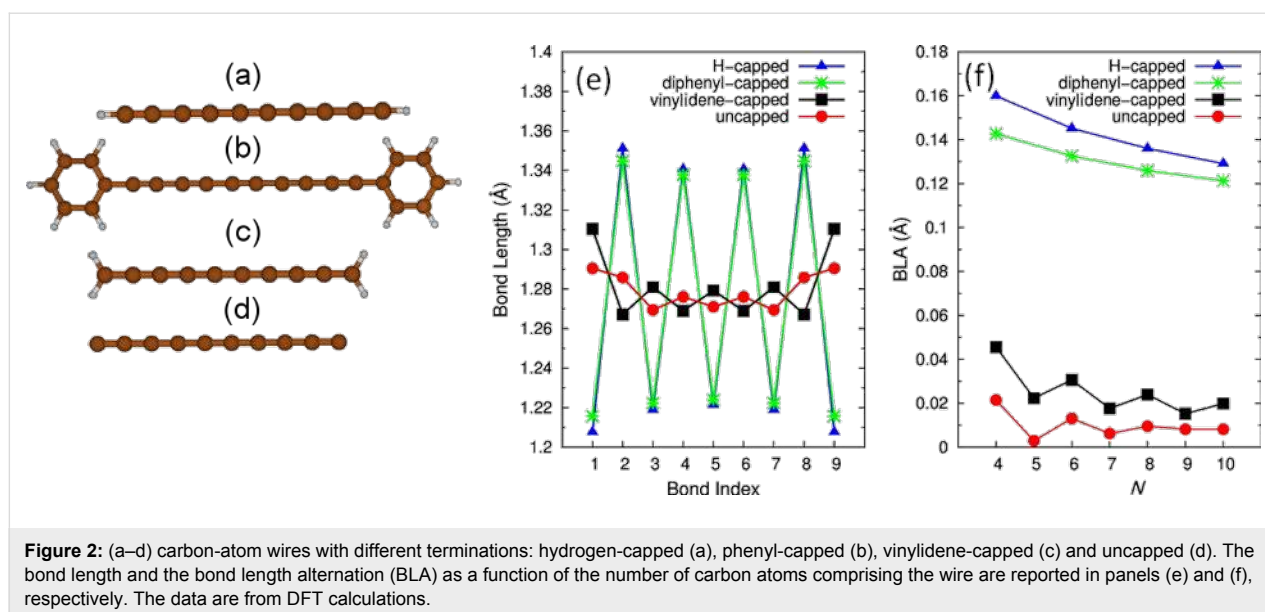 (a)
(b)
(c)
(d)
(e)
H-capped
diphenyl-capped
vinylidene-capped
uncapped
1.4
1.38
1.36
1.34
1.32
1.3
1.28
1.26
1.24
1.22
1.2
Bond Length (Å)
1 2 3 4 5 6 7 8 9
Bond Index
(f)
H-capped
diphenyl-capped
vinylidene-capped
uncapped
0.18
0.16
0.14
0.12
0.1
0.08
0.06
0.04
0.02
0
BLA (Å)
4 5 6 7 8 9 10
N
Figure 2: (a–d) carbon-atom wires with different terminations: hydrogen-capped (a), phenyl-capped (b), vinylidene-capped (c) and uncapped (d). The
bond length and the bond length alternation (BLA) as a function of the number of carbon atoms comprising the wire are reported in panels (e) and (f),
respectively. The data are from DFT calculations.